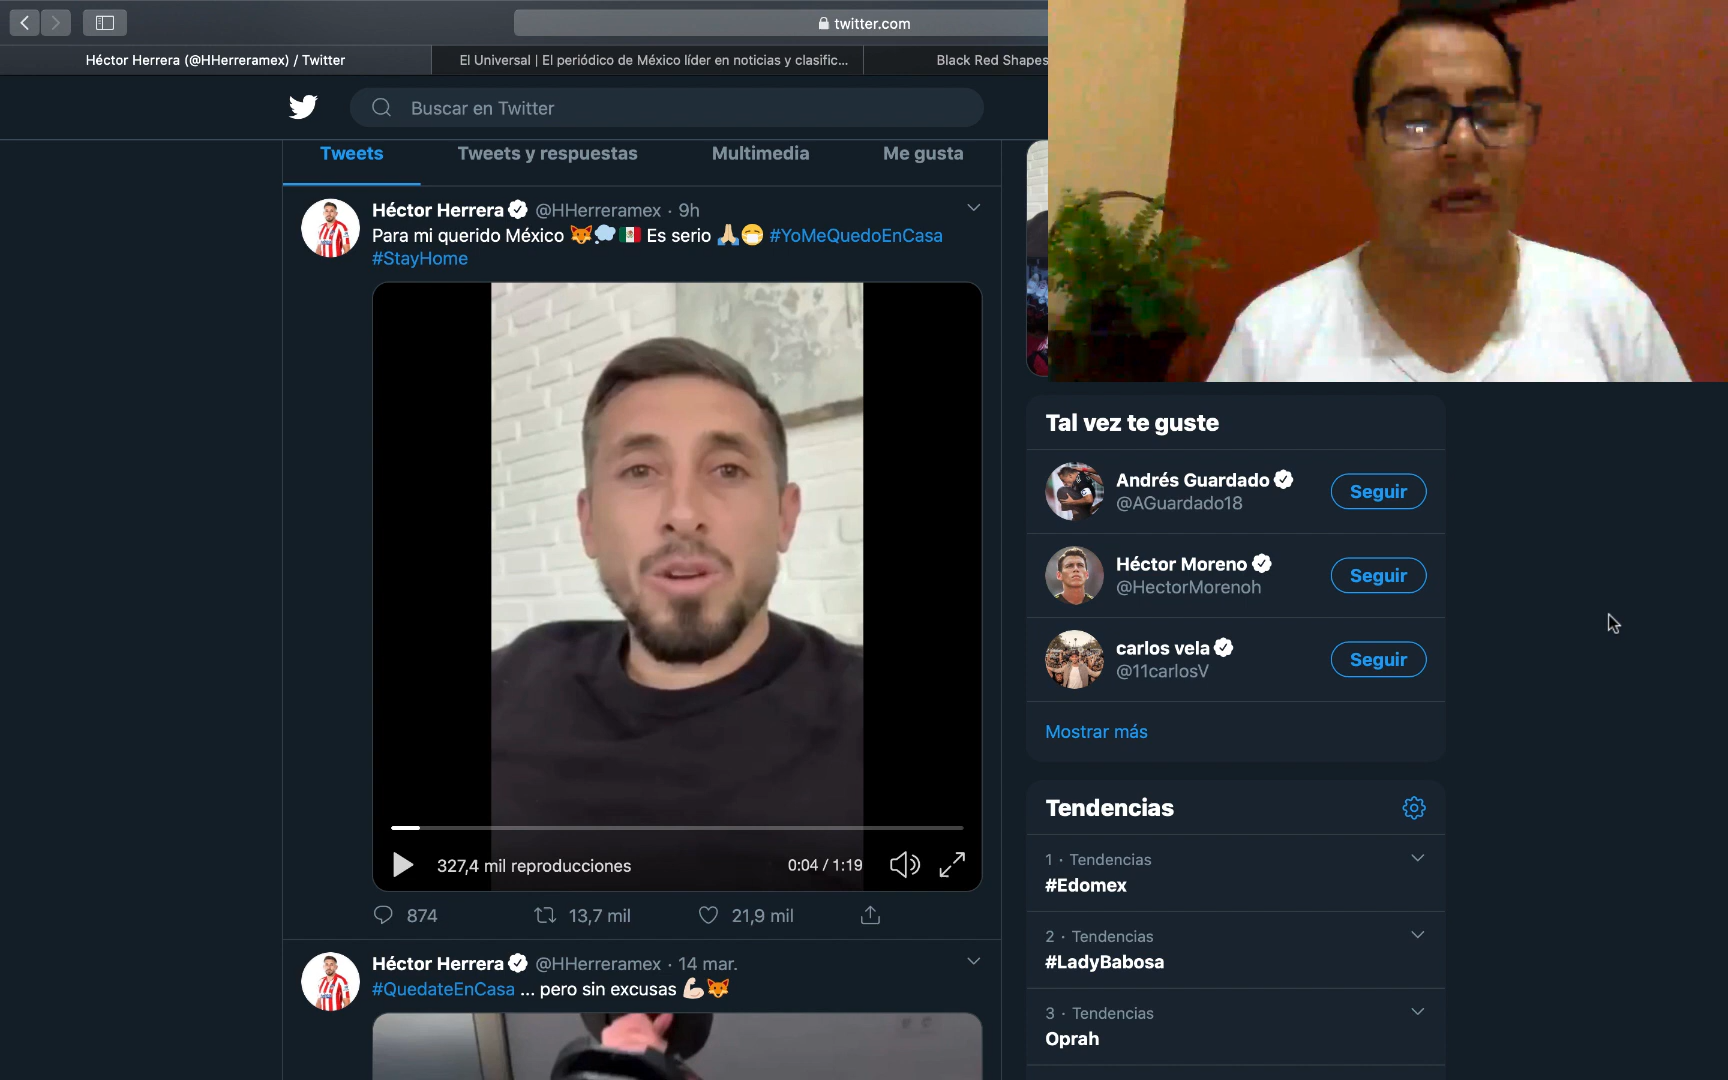 twitter.com
Héctor Herrera (@HHerreramex) / Twitter
El Universal | El periódico de México líder en noticias y clasific...
Black Red Shapes
Buscar en Twitter
Tweets
Tweets y respuestas
Multimedia
Me gusta
Héctor Herrera @HHerreramex · 9h
Para mi querido México 🦊💭🇲🇽 Es serio 🙏🏻😷 #YoMeQuedoEnCasa
#StayHome
327,4 mil reproducciones
0:04 / 1:19
874
13,7 mil
21,9 mil
Héctor Herrera @HHerreramex · 14 mar.
#QuedateEnCasa ... pero sin excusas 💪🏻🦊
Tal vez te guste
Andrés Guardado
@AGuardado18
Seguir
Héctor Moreno
@HectorMorenoh
Seguir
carlos vela
@11carlosV
Seguir
Mostrar más
Tendencias
1 · Tendencias
#Edomex
2 · Tendencias
#LadyBabosa
3 · Tendencias
Oprah